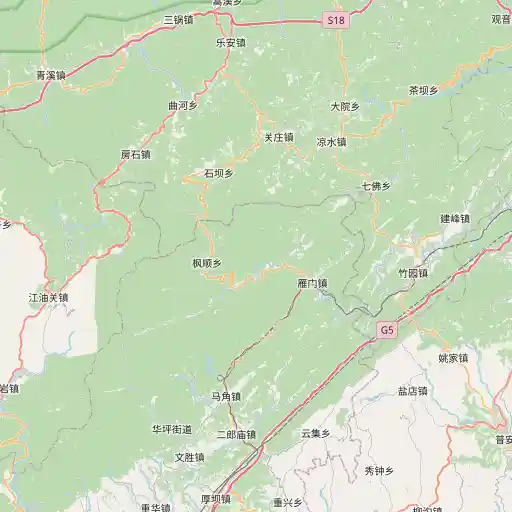 嵩溪乡
三锅镇
S18
观音
乐安镇
青溪镇
茶坝乡
曲河乡
大院乡
关庄镇
凉水镇
房石镇
石坝乡
七佛乡
建峰镇
乡
枫顺乡
竹园镇
雁门镇
江油关镇
G5
姚家镇
岩镇
盐店镇
马角镇
华坪街道
二郎庙镇
云集乡
普安
文胜镇
秀钟乡
厚坝镇
重兴乡
重华镇
柳沟镇